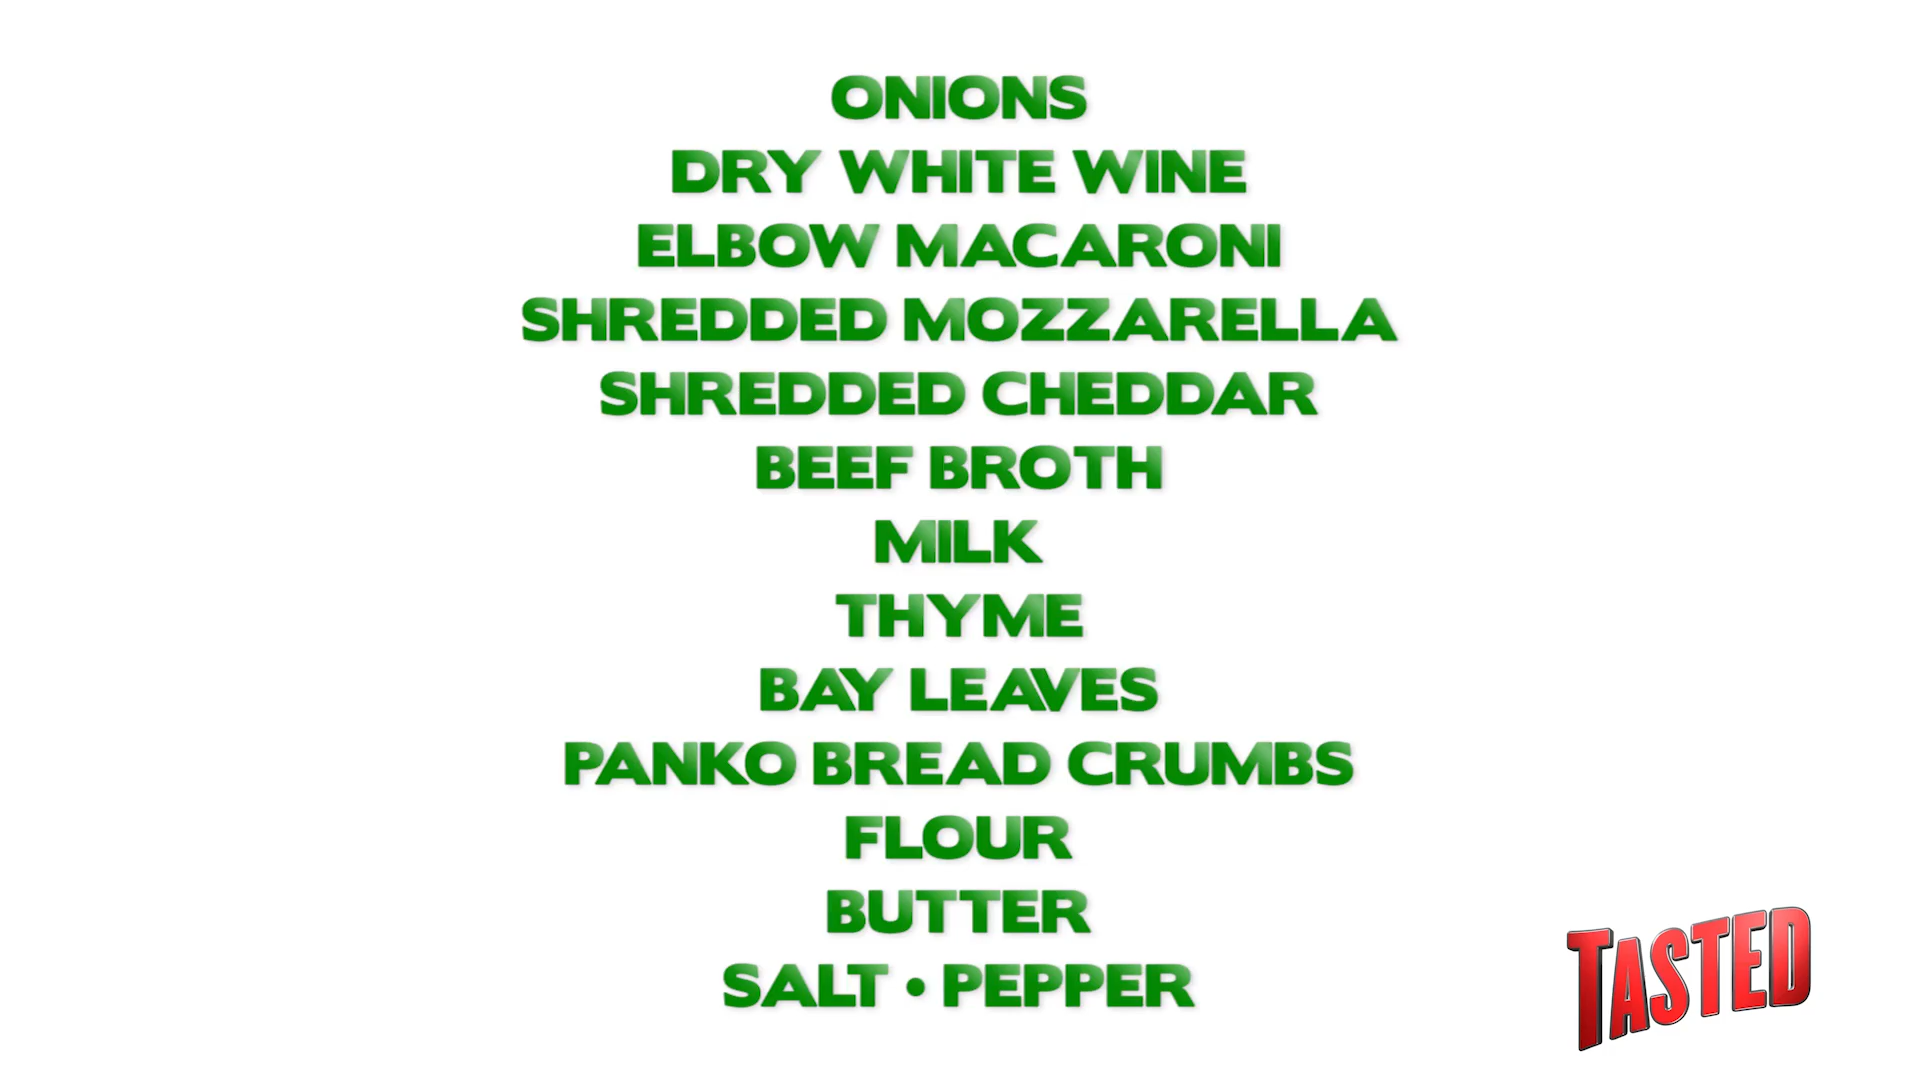 ONIONS
DRY WHITE WINE
ELBOW MACARONI
SHREDDED MOZZARELLA
SHREDDED CHEDDAR
BEEF BROTH
MILK
THYME
BAY LEAVES
PANKO BREAD CRUMBS
FLOUR
BUTTER
SALT • PEPPER
TASTED